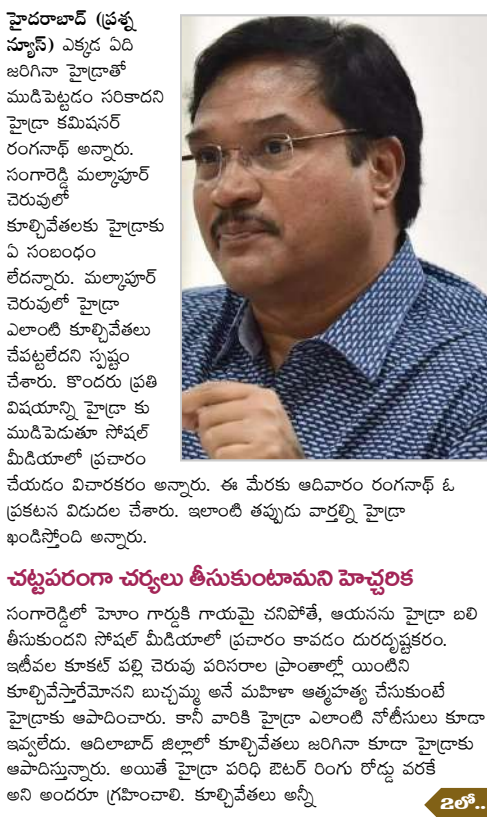 హైదరాబాద్ (ప్రశ్న
న్యూస్) ఎక్కడ ఏది
జరిగినా హైడ్రాతో
ముడిపెట్టడం సరికాదని
హైడ్రా కమిషనర్
రంగనాథ్ అన్నారు.
సంగారెడ్డి మల్కాపూర్
చెరువులో
కూల్చివేతలకు హైడ్రాకు
ఏ సంబంధం
లేదన్నారు. మల్కాపూర్
చెరువులో హైడ్రా
ఎలాంటి కూల్చివేతలు
చేపట్టలేదని స్పష్టం
చేశారు. కొందరు ప్రతి
విషయాన్ని హైడ్రా కు
ముడిపెడుతూ సోషల్
మీడియాలో ప్రచారం
చేయడం విచారకరం అన్నారు. ఈ మేరకు ఆదివారం రంగనాథ్ ఓ
ప్రకటన విడుదల చేశారు. ఇలాంటి తప్పుడు వార్తల్ని హైడ్రా
ఖండిస్తోంది అన్నారు.
చట్టపరంగా చర్యలు తీసుకుంటామని హెచ్చరిక
సంగారెడ్డిలో హెూం గార్డుకి గాయమై చనిపోతే, ఆయనను హైడ్రా బలి
తీసుకుందని సోషల్ మీడియాలో ప్రచారం కావడం దురదృష్టకరం.
ఇటీవల కూకట్ పల్లి చెరువు పరిసరాల ప్రాంతాల్లో యింటిని
కూల్చివేస్తారేమోనని బుచ్చమ్మ అనే మహిళా ఆత్మహత్య చేసుకుంటే
హైడ్రాకు ఆపాదించారు. కానీ వారికి హైడ్రా ఎలాంటి నోటీసులు కూడా
ఇవ్వలేదు. ఆదిలాబాద్ జిల్లాలో కూల్చివేతలు జరిగినా కూడా హైడ్రాకు
ఆపాదిస్తున్నారు. అయితే హైడ్రా పరిధి ఔటర్ రింగు రోడ్డు వరకే
అని అందరూ గ్రహించాలి. కూల్చివేతలు అన్నీ
2లో..